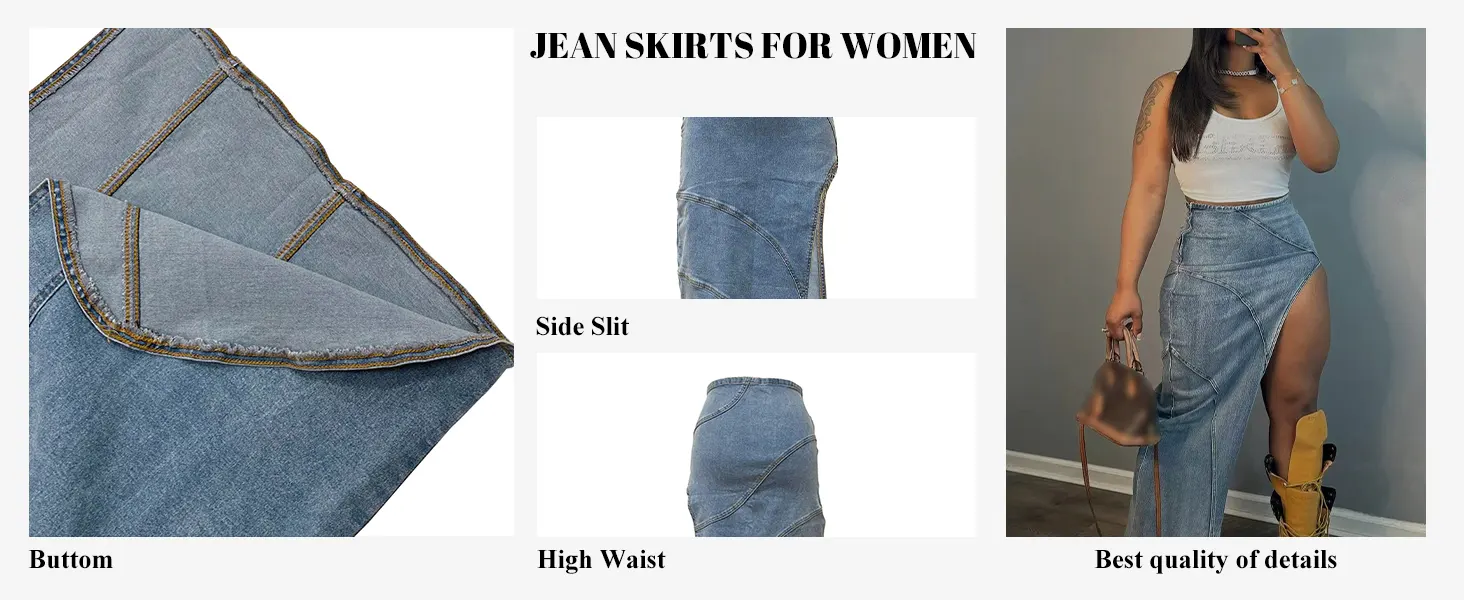 JEAN SKIRTS FOR WOMEN
Side Slit
Buttom
High Waist
Best quality of details